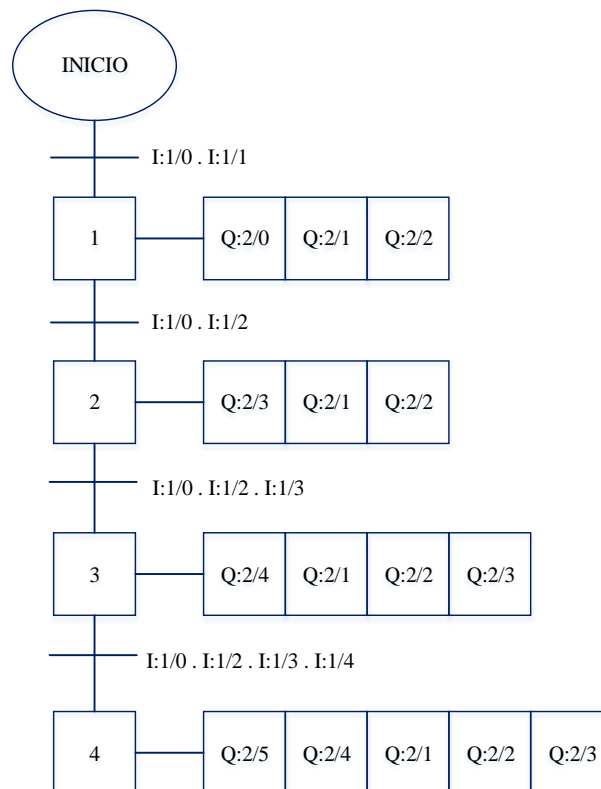 INICIO
I:1/0 . I:1/1
1 Q:2/0 Q:2/1 Q:2/2
I:1/0 . I:1/2
2 Q:2/3 Q:2/1 Q:2/2
I:1/0 . I:1/2 . I:1/3
3 Q:2/4 Q:2/1 Q:2/2 Q:2/3
I:1/0 . I:1/2 . I:1/3 . I:1/4
4 Q:2/5 Q:2/4 Q:2/1 Q:2/2 Q:2/3